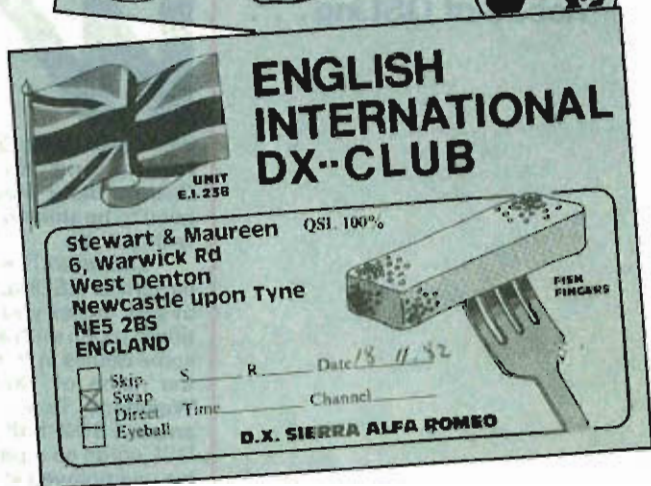 ENGLISH
INTERNATIONAL
DX--CLUB
UNIT
E.I.238
Stewart & Maureen QSL 100%
6, Warwick Rd
West Denton
Newcastle upon Tyne
NE5 2BS
ENGLAND
FISH
FINGERS
Skip S R Date 18 11 82
Swap
Direct Time Channel
Eyeball
D.X. SIERRA ALFA ROMEO